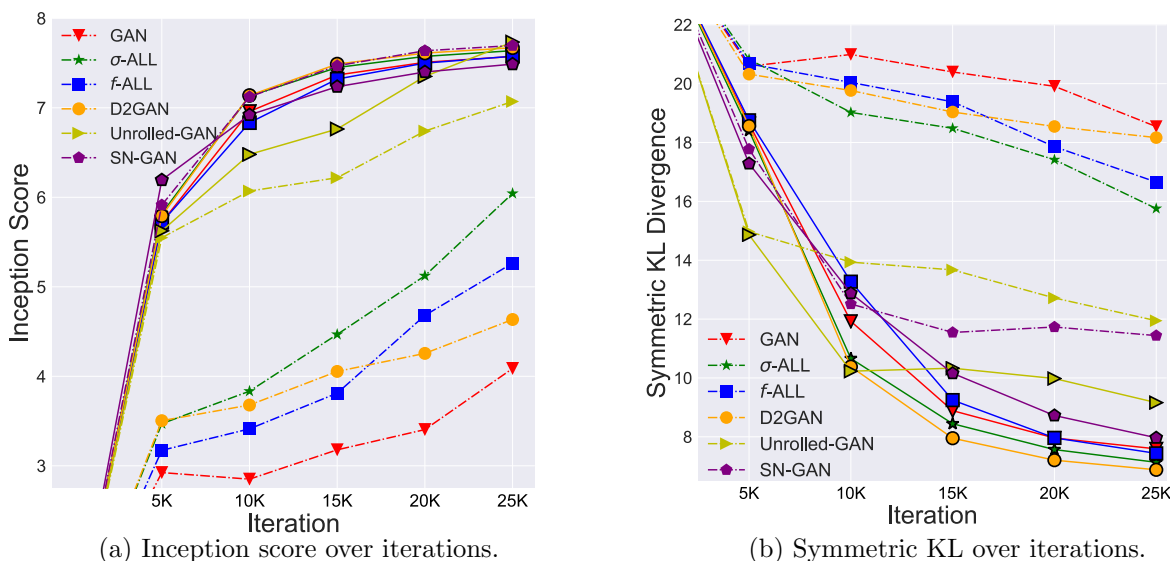 8
7
6
5
4
3
Inception Score
GAN
σ-ALL
f-ALL
D2GAN
Unrolled-GAN
SN-GAN
5K 10K 15K 20K 25K
Iteration
(a) Inception score over iterations.
22
20
18
16
14
12
10
8
Symmetric KL Divergence
GAN
σ-ALL
f-ALL
D2GAN
Unrolled-GAN
SN-GAN
5K 10K 15K 20K 25K
Iteration
(b) Symmetric KL over iterations.